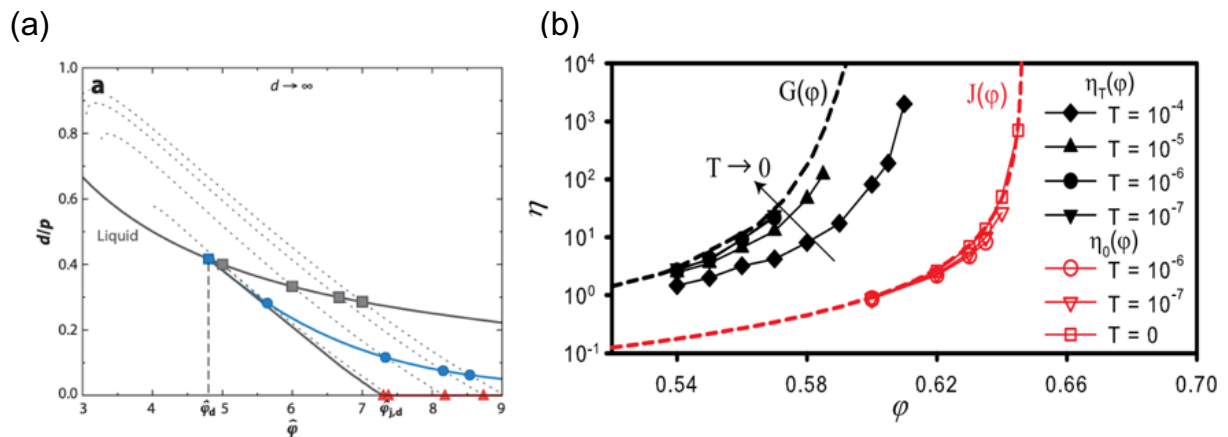 (a)
a
d → ∞
1.0
0.8
0.6
0.4
0.2
0.0
d/p
Liquid
3
4
5
6
7
8
9
φ̂d
φ̂j,d
φ̂
(b)
10⁴
10³
10²
10¹
10⁰
10⁻¹
η
G(φ)
J(φ)
T → 0
ηT(φ)
T = 10⁻⁴
T = 10⁻⁵
T = 10⁻⁶
T = 10⁻⁷
η₀(φ)
T = 10⁻⁶
T = 10⁻⁷
T = 0
0.54
0.58
0.62
0.66
0.70
φ